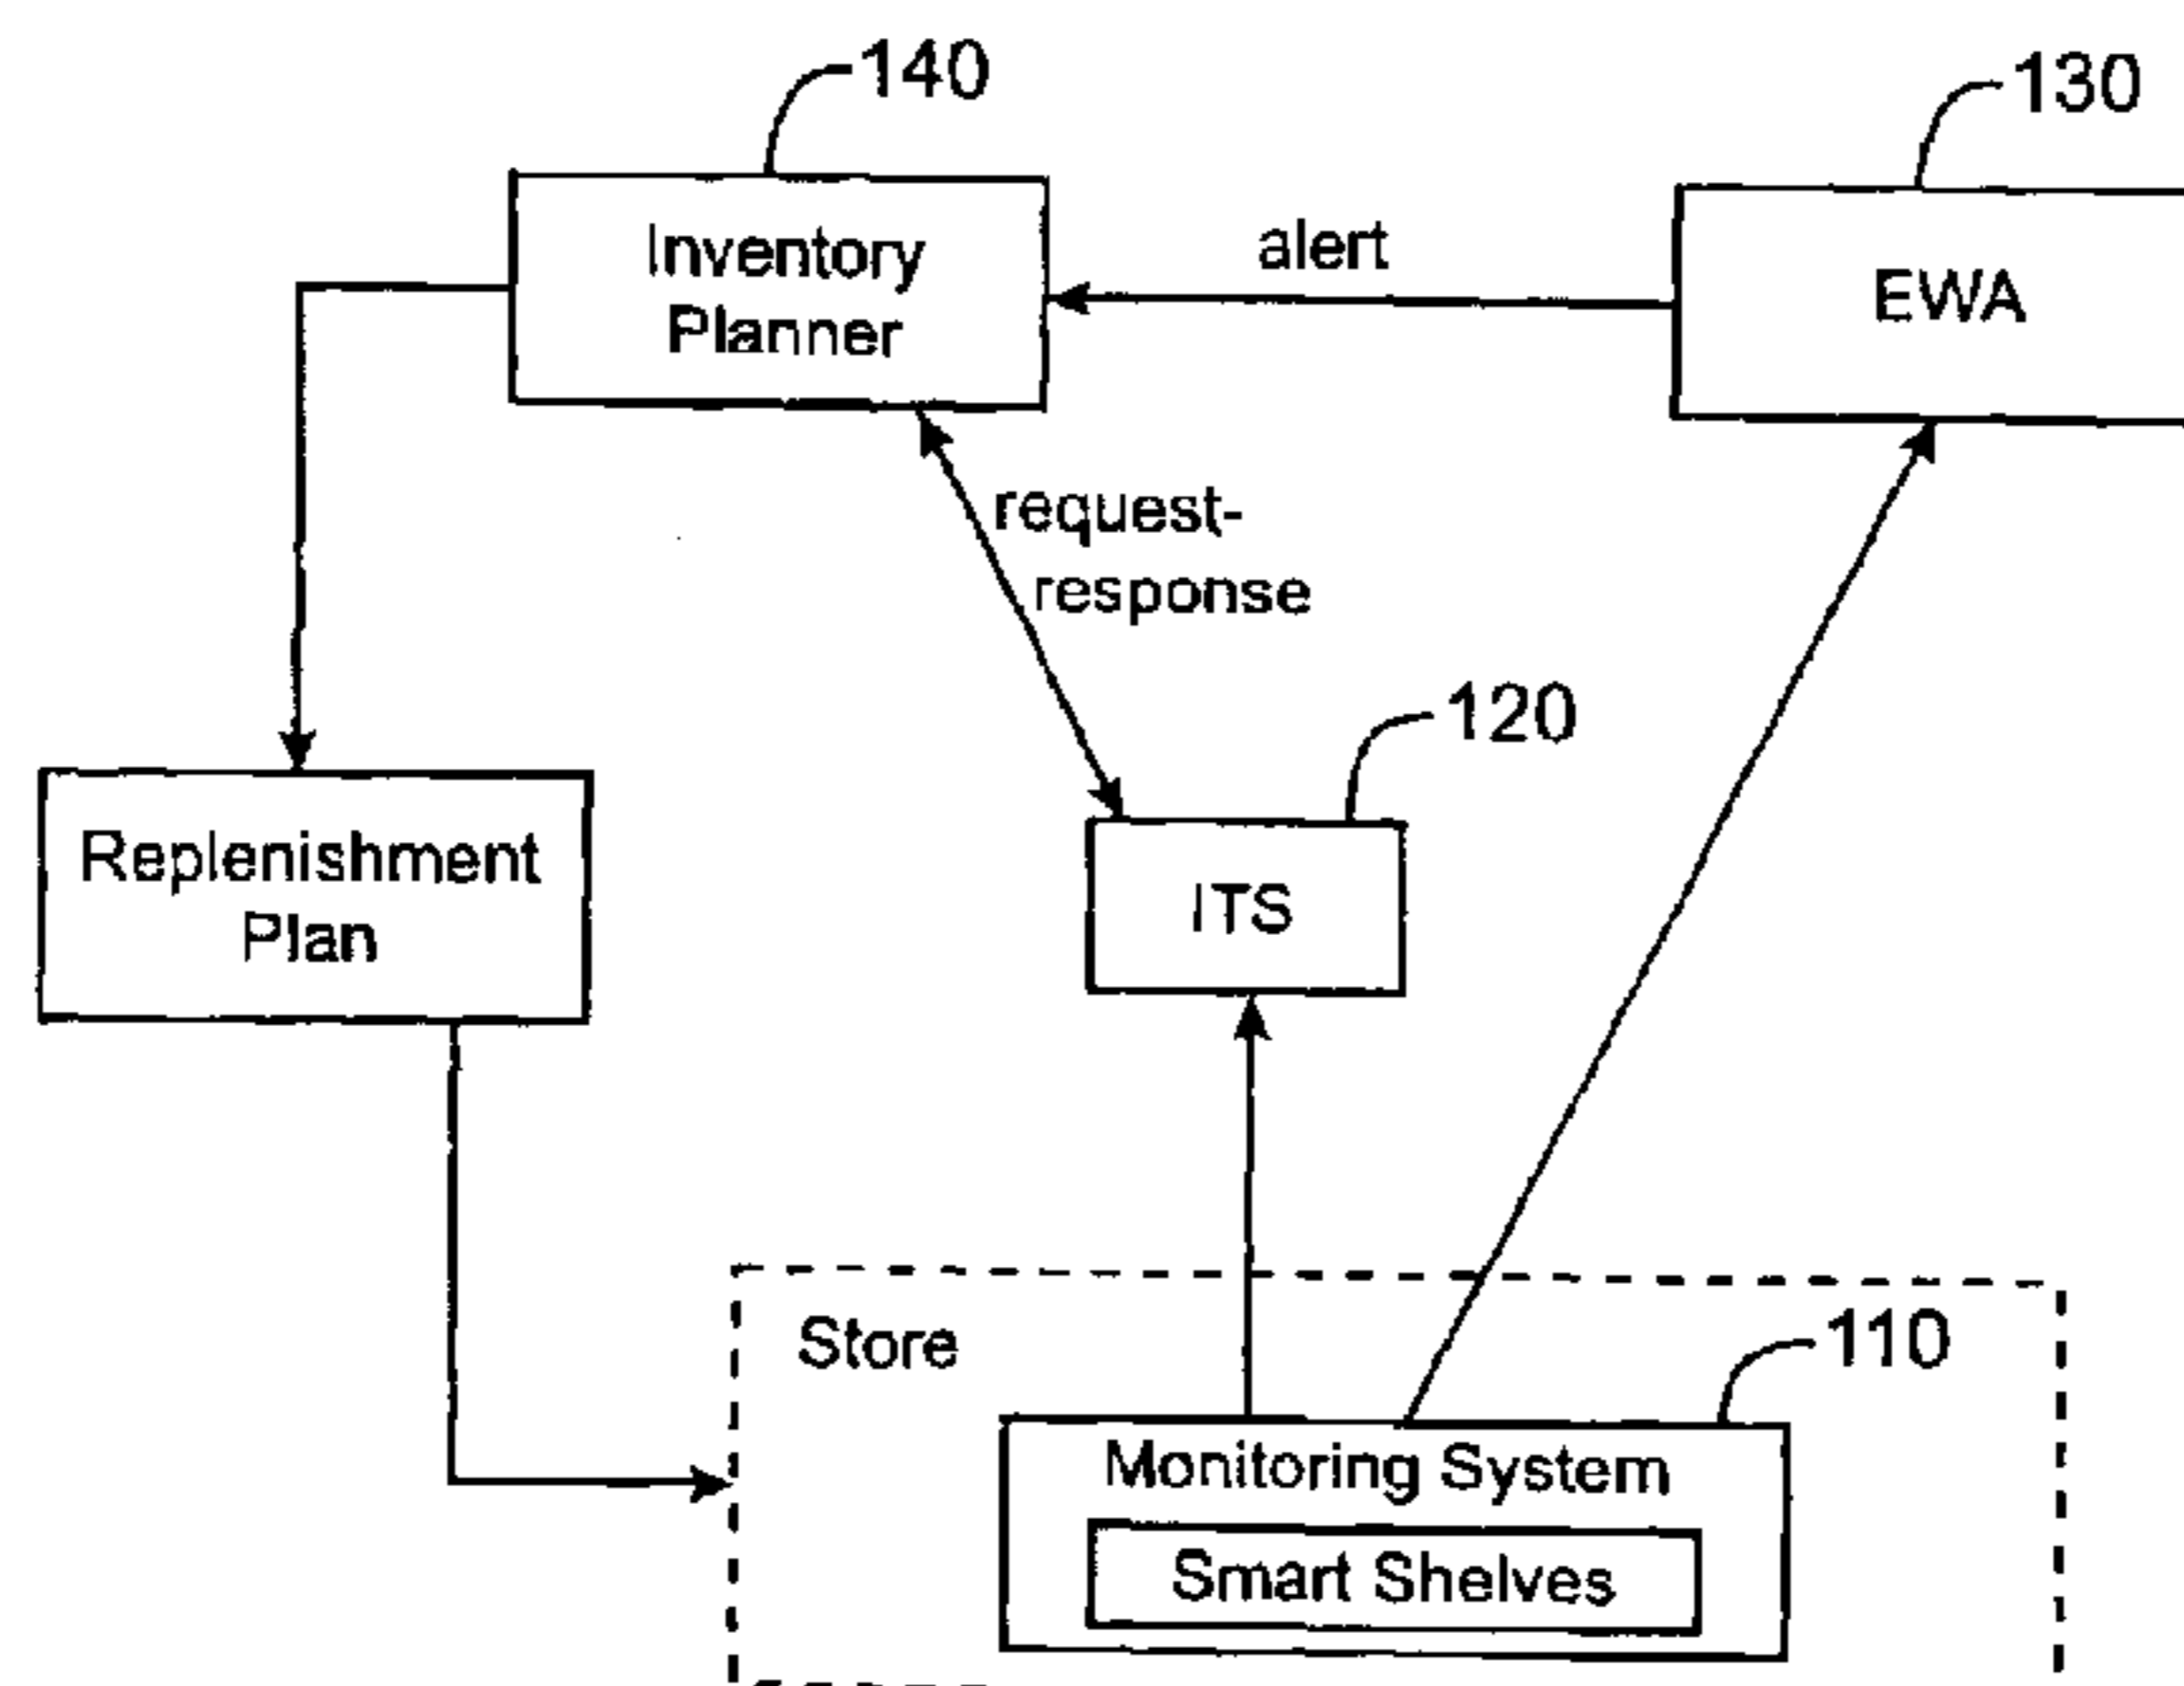 140
130
Inventory
Planner
alert
EWA
request-
response
120
Replenishment
Plan
ITS
Store
110
Monitoring System
Smart Shelves